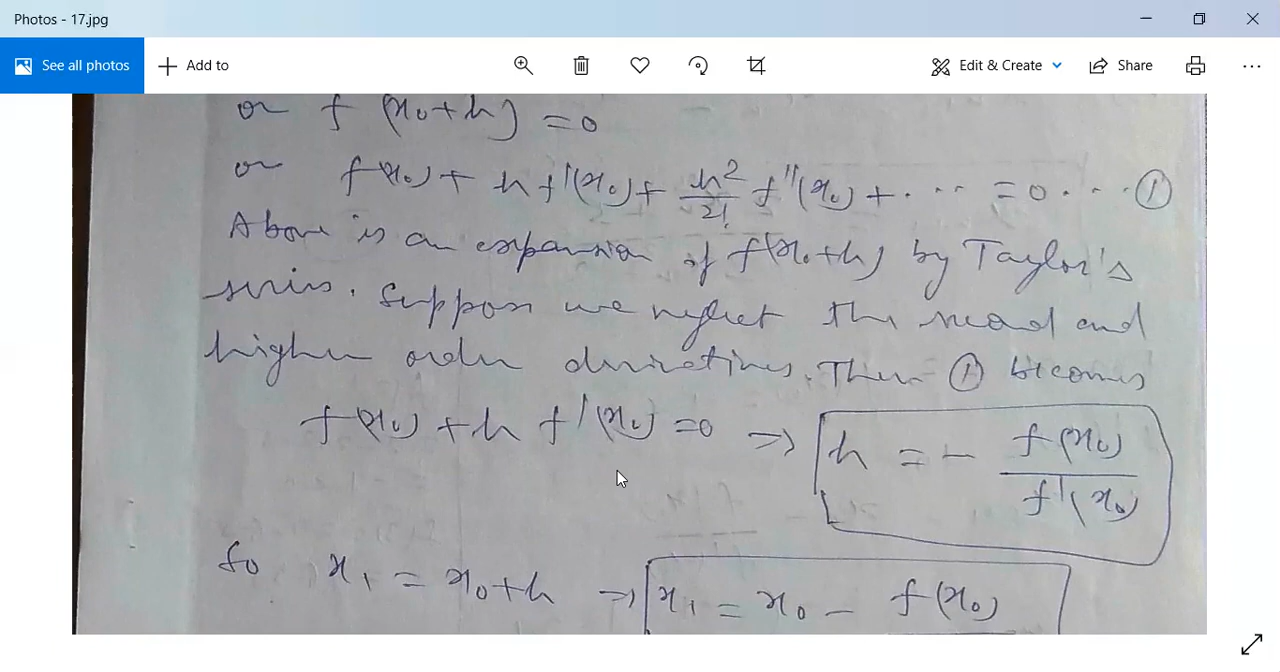 Photos - 17.jpg
See all photos
Add to
Edit & Create
Share
or f(x₀+h) = 0
or f(x₀) + h f'(x₀) + h²/2! f''(x₀) + .... = 0 ... ①
Above is an expansion of f(x₀+h) by Taylor's
series. Suppose we neglect the second and
higher order derivatives. Then ① becomes
f(x₀) + h f'(x₀) = 0 => h = - f(x₀)/f'(x₀)
So x₁ = x₀+h => x₁ = x₀ - f(x₀)